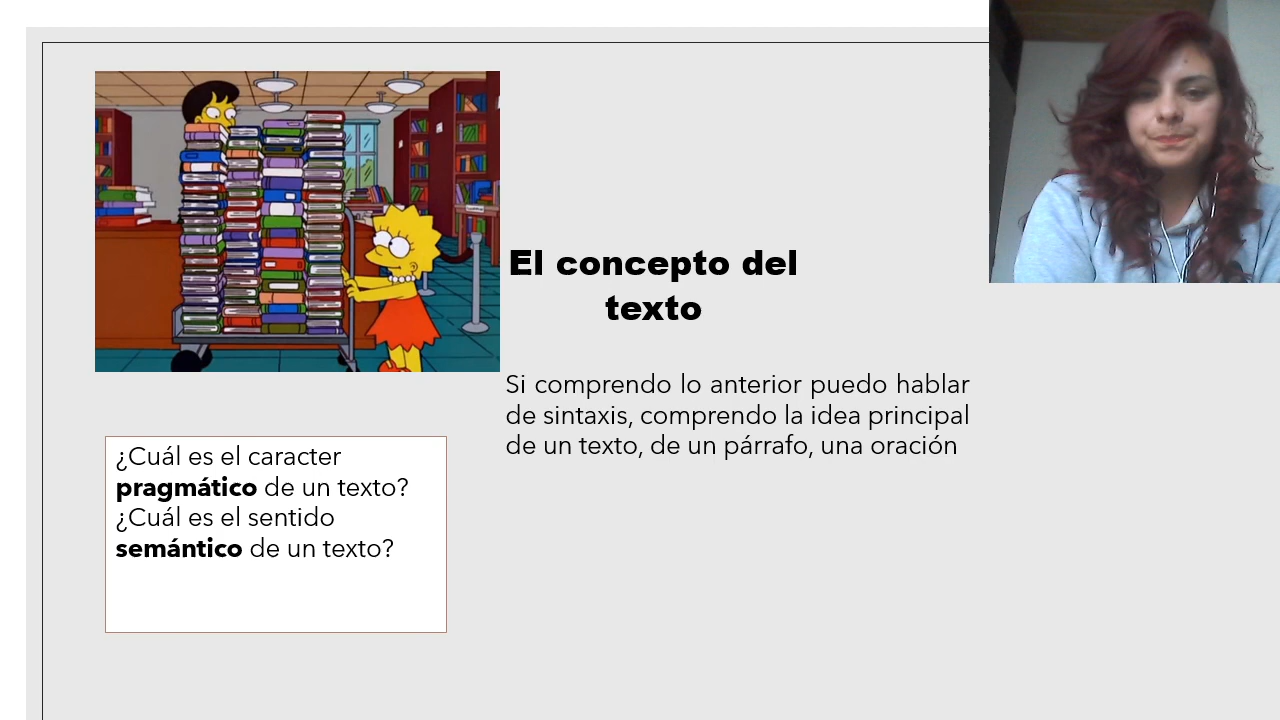 El concepto del
texto
Si comprendo lo anterior puedo hablar
de sintaxis, comprendo la idea principal
de un texto, de un párrafo, una oración
¿Cuál es el caracter
pragmático de un texto?
¿Cuál es el sentido
semántico de un texto?